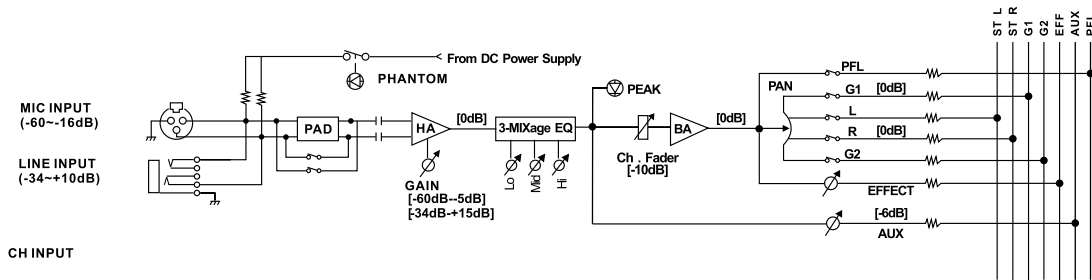 ST L
ST R
G1
G2
EFF
AUX
PFL
From DC Power Supply
PHANTOM
MIC INPUT
(-60~-16dB)
PAD
HA
[0dB]
3-MIXage EQ
PEAK
BA
[0dB]
PAN
PFL
G1 [0dB]
L
R [0dB]
G2
LINE INPUT
(-34~+10dB)
GAIN
[-60dB--5dB]
[-34dB-+15dB]
Lo
Mid
Hi
Ch . Fader
[-10dB]
EFFECT
[-6dB]
AUX
CH INPUT